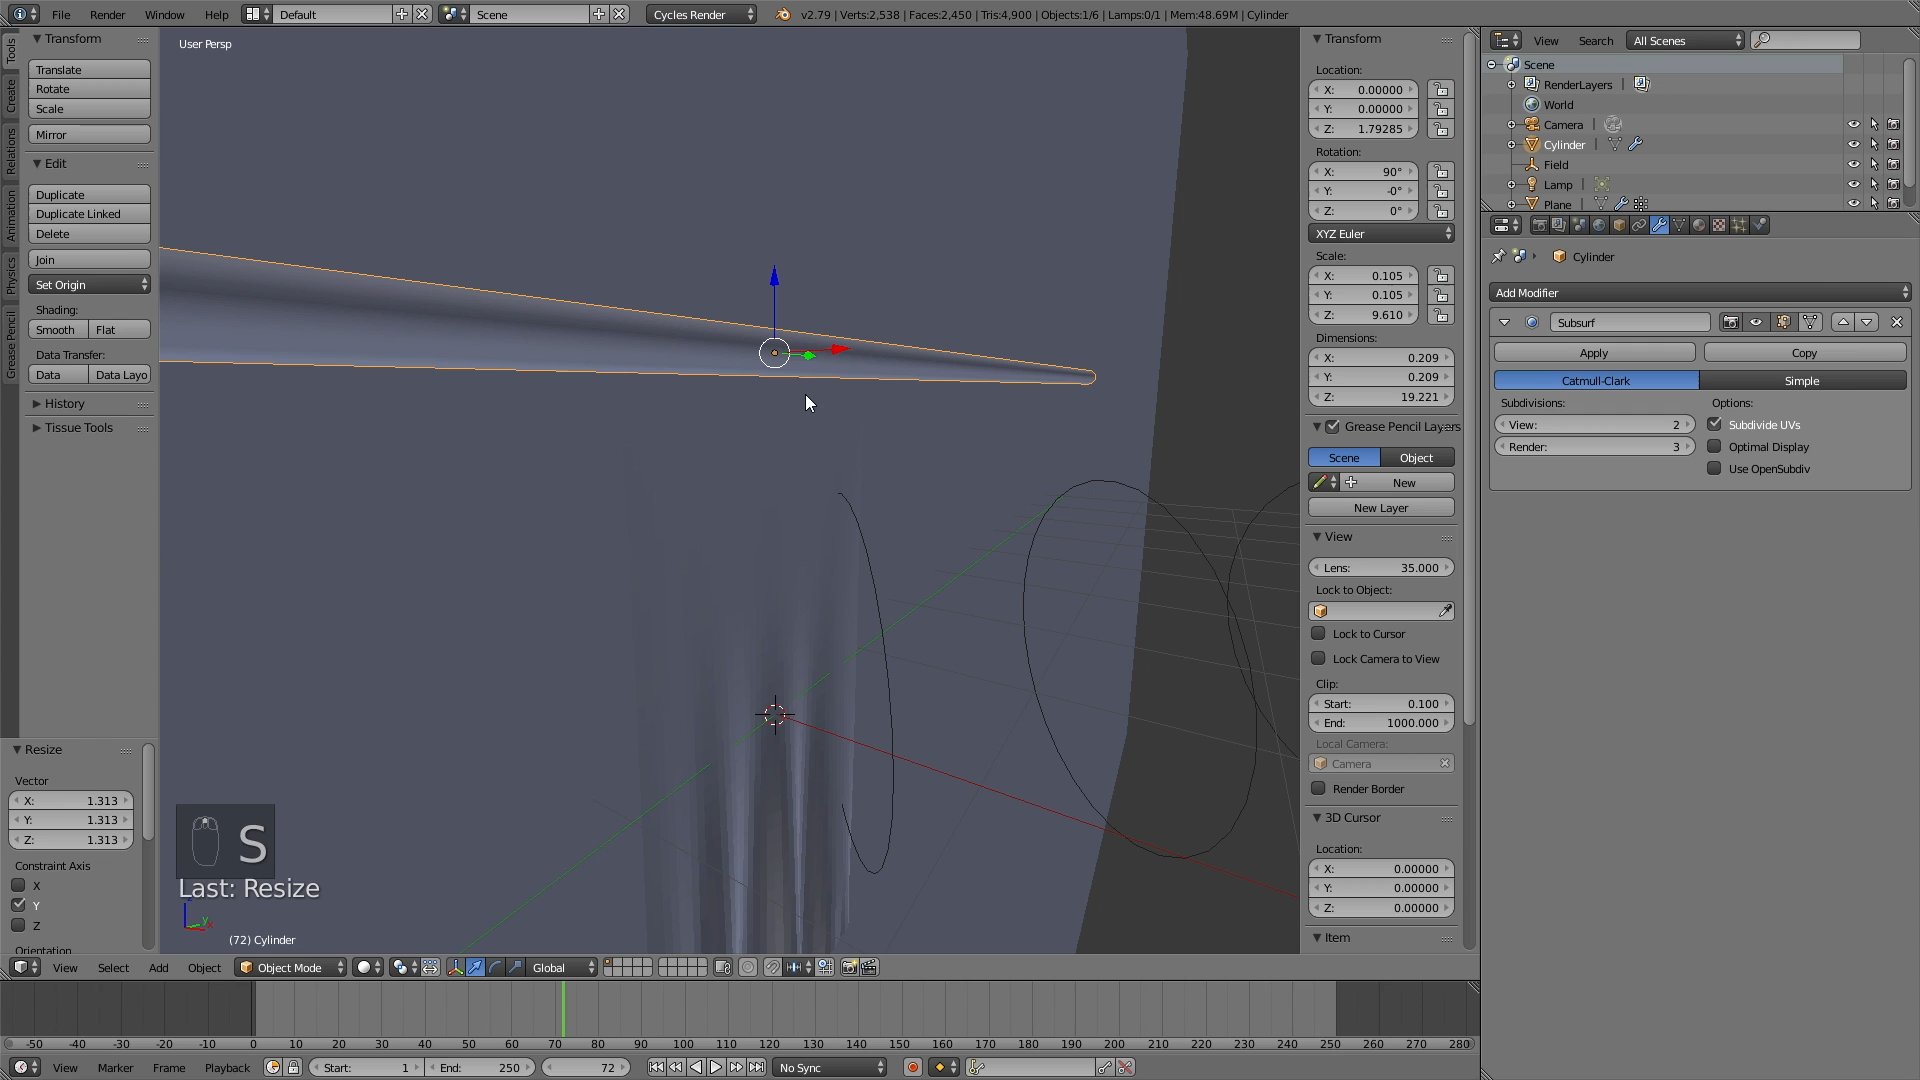 File Render Window Help Default Scene Cycles Render v2.79 | Verts:2,538 | Faces:2,450 | Tris:4,900 | Objects:1/6 | Lamps:0/1 | Mem:48.69M | Cylinder
Tools
Create
Relations
Animation
Physics
Grease Pencil
Transform
Translate
Rotate
Scale
Mirror
Edit
Duplicate
Duplicate Linked
Delete
Join
Set Origin
Shading:
Smooth Flat
Data Transfer:
Data Data Layo
History
Tissue Tools
Resize
Vector
X: 1.313
Y: 1.313
Z: 1.313
Constraint Axis
X
Y
Z
Orientation
User Persp
S
Last: Resize
(72) Cylinder
Transform
Location:
X: 0.00000
Y: 0.00000
Z: 1.79285
Rotation:
X: 90°
Y: -0°
Z: 0°
XYZ Euler
Scale:
X: 0.105
Y: 0.105
Z: 9.610
Dimensions:
X: 0.209
Y: 0.209
Z: 19.221
Grease Pencil Layers
Scene Object
New
New Layer
View
Lens: 35.000
Lock to Object:
Lock to Cursor
Lock Camera to View
Clip:
Start: 0.100
End: 1000.000
Local Camera:
Camera
Render Border
3D Cursor
Location:
X: 0.00000
Y: 0.00000
Z: 0.00000
Item
View Search All Scenes
Scene
RenderLayers
World
Camera
Cylinder
Field
Lamp
Plane
Cylinder
Add Modifier
Subsurf
Apply Copy
Catmull-Clark Simple
Subdivisions: Options:
View: 2 Subdivide UVs
Render: 3 Optimal Display
Use OpenSubdiv
View Select Add Object Object Mode Global
-50 -40 -30 -20 -10 0 10 20 30 40 50 60 70 80 90 100 110 120 130 140 150 160 170 180 190 200 210 220 230 240 250 260 270 280
View Marker Frame Playback Start: 1 End: 250 72 No Sync